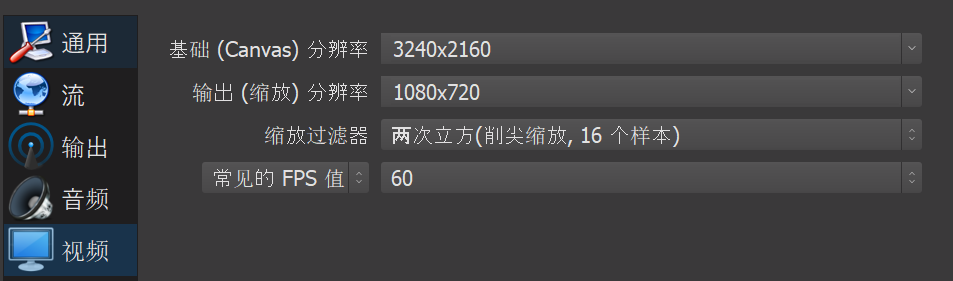 通用
流
输出
音频
视频
基础 (Canvas) 分辨率 3240x2160
输出 (缩放) 分辨率 1080x720
缩放过滤器 两次立方(削尖缩放, 16 个样本)
常见的 FPS 值 60